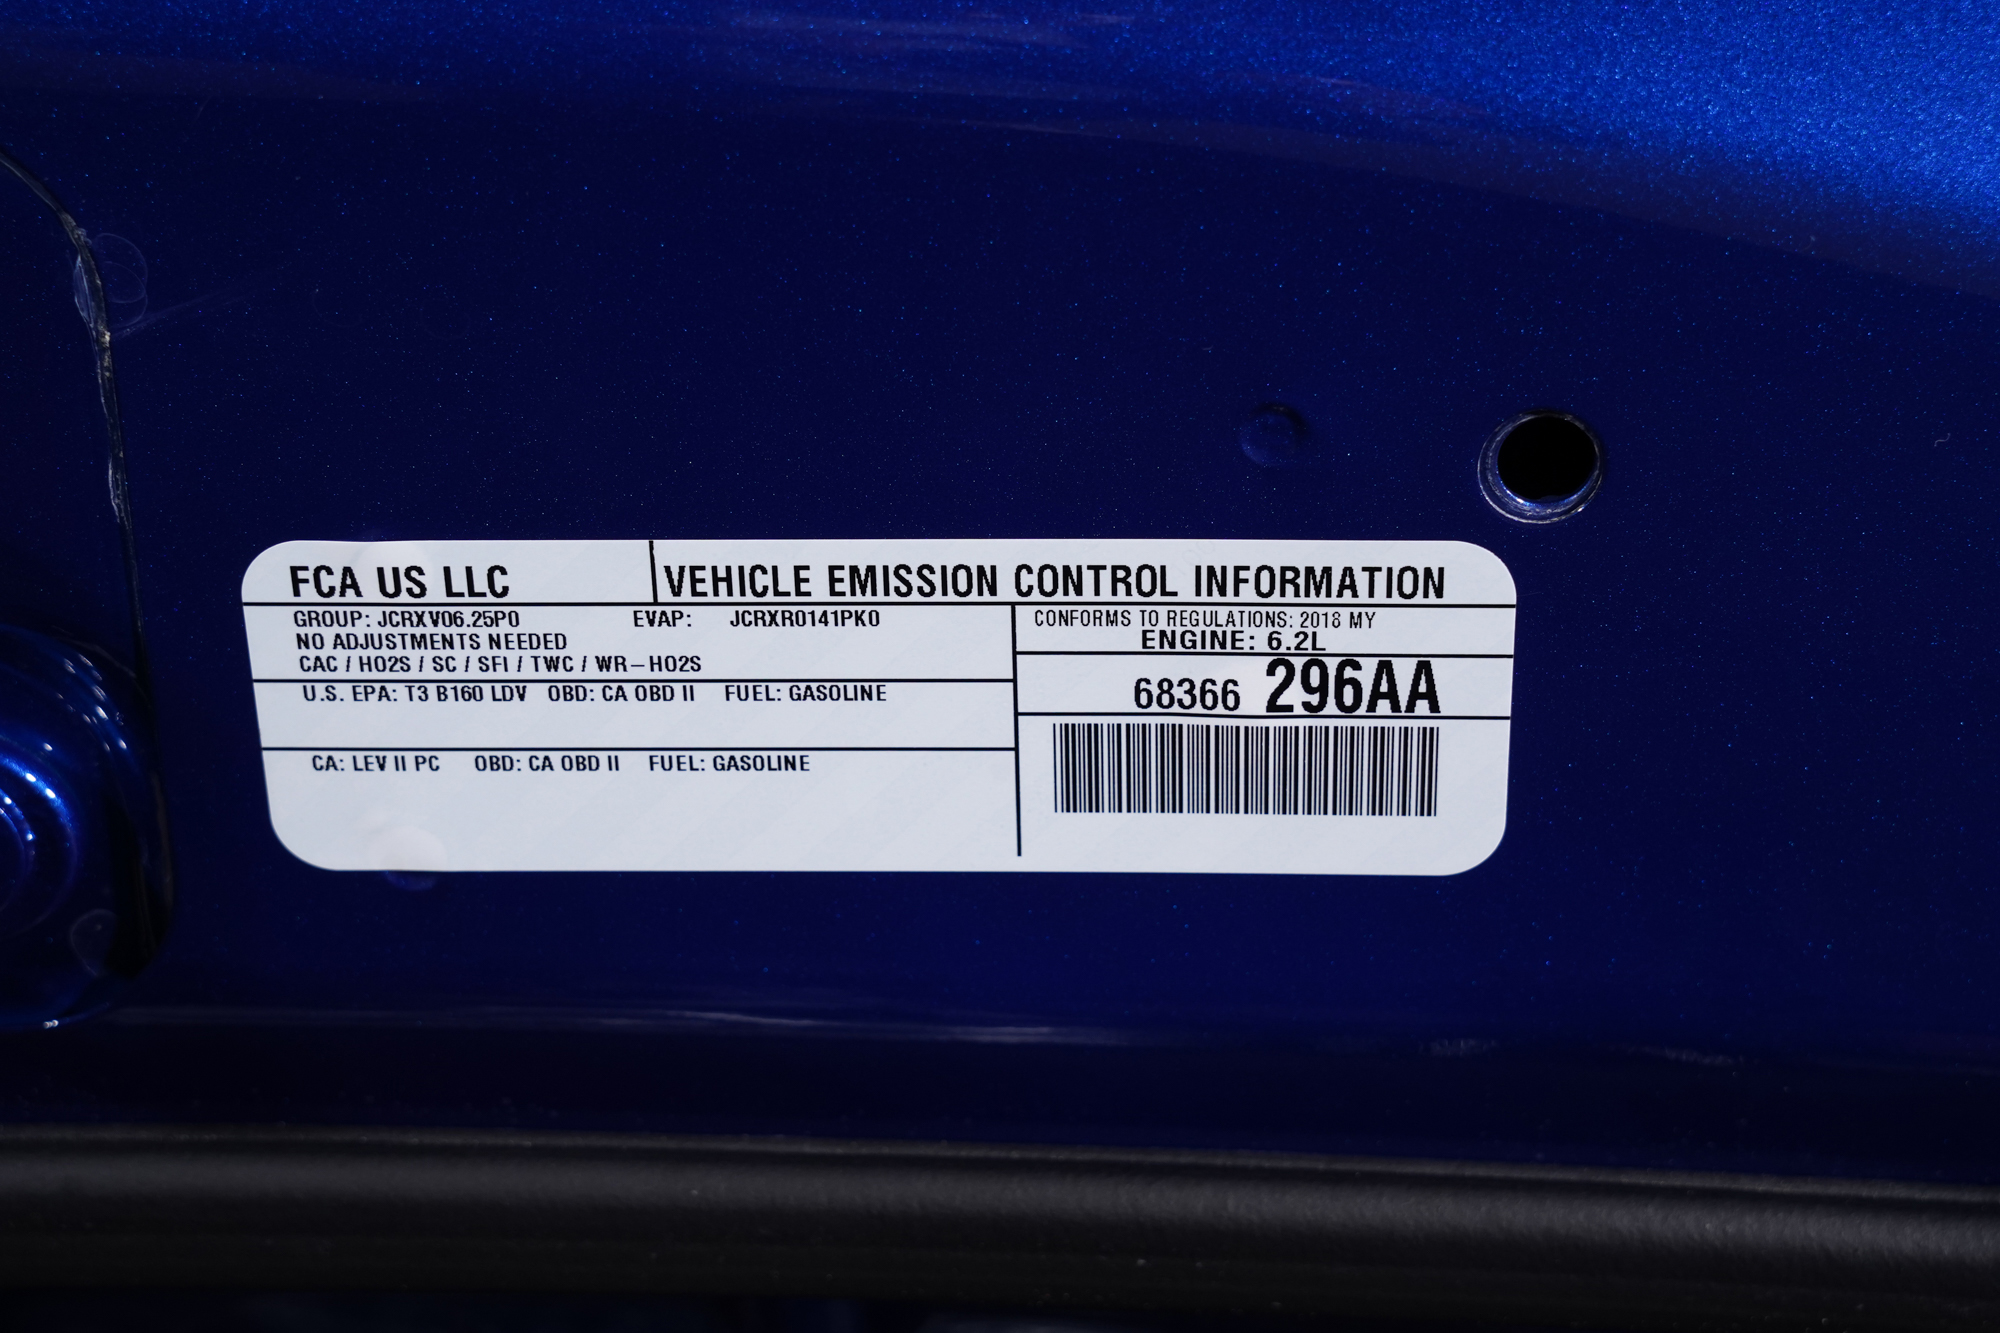 FCA US LLC VEHICLE EMISSION CONTROL INFORMATION
GROUP: JCRXV06.25P0 EVAP: JCRXR0141PK0
NO ADJUSTMENTS NEEDED
CAC / HO2S / SC / SFI / TWC / WR-HO2S
U.S. EPA: T3 B160 LDV OBD: CA OBD II FUEL: GASOLINE
CA: LEV II PC OBD: CA OBD II FUEL: GASOLINE
CONFORMS TO REGULATIONS: 2018 MY
ENGINE: 6.2L
68366 296AA